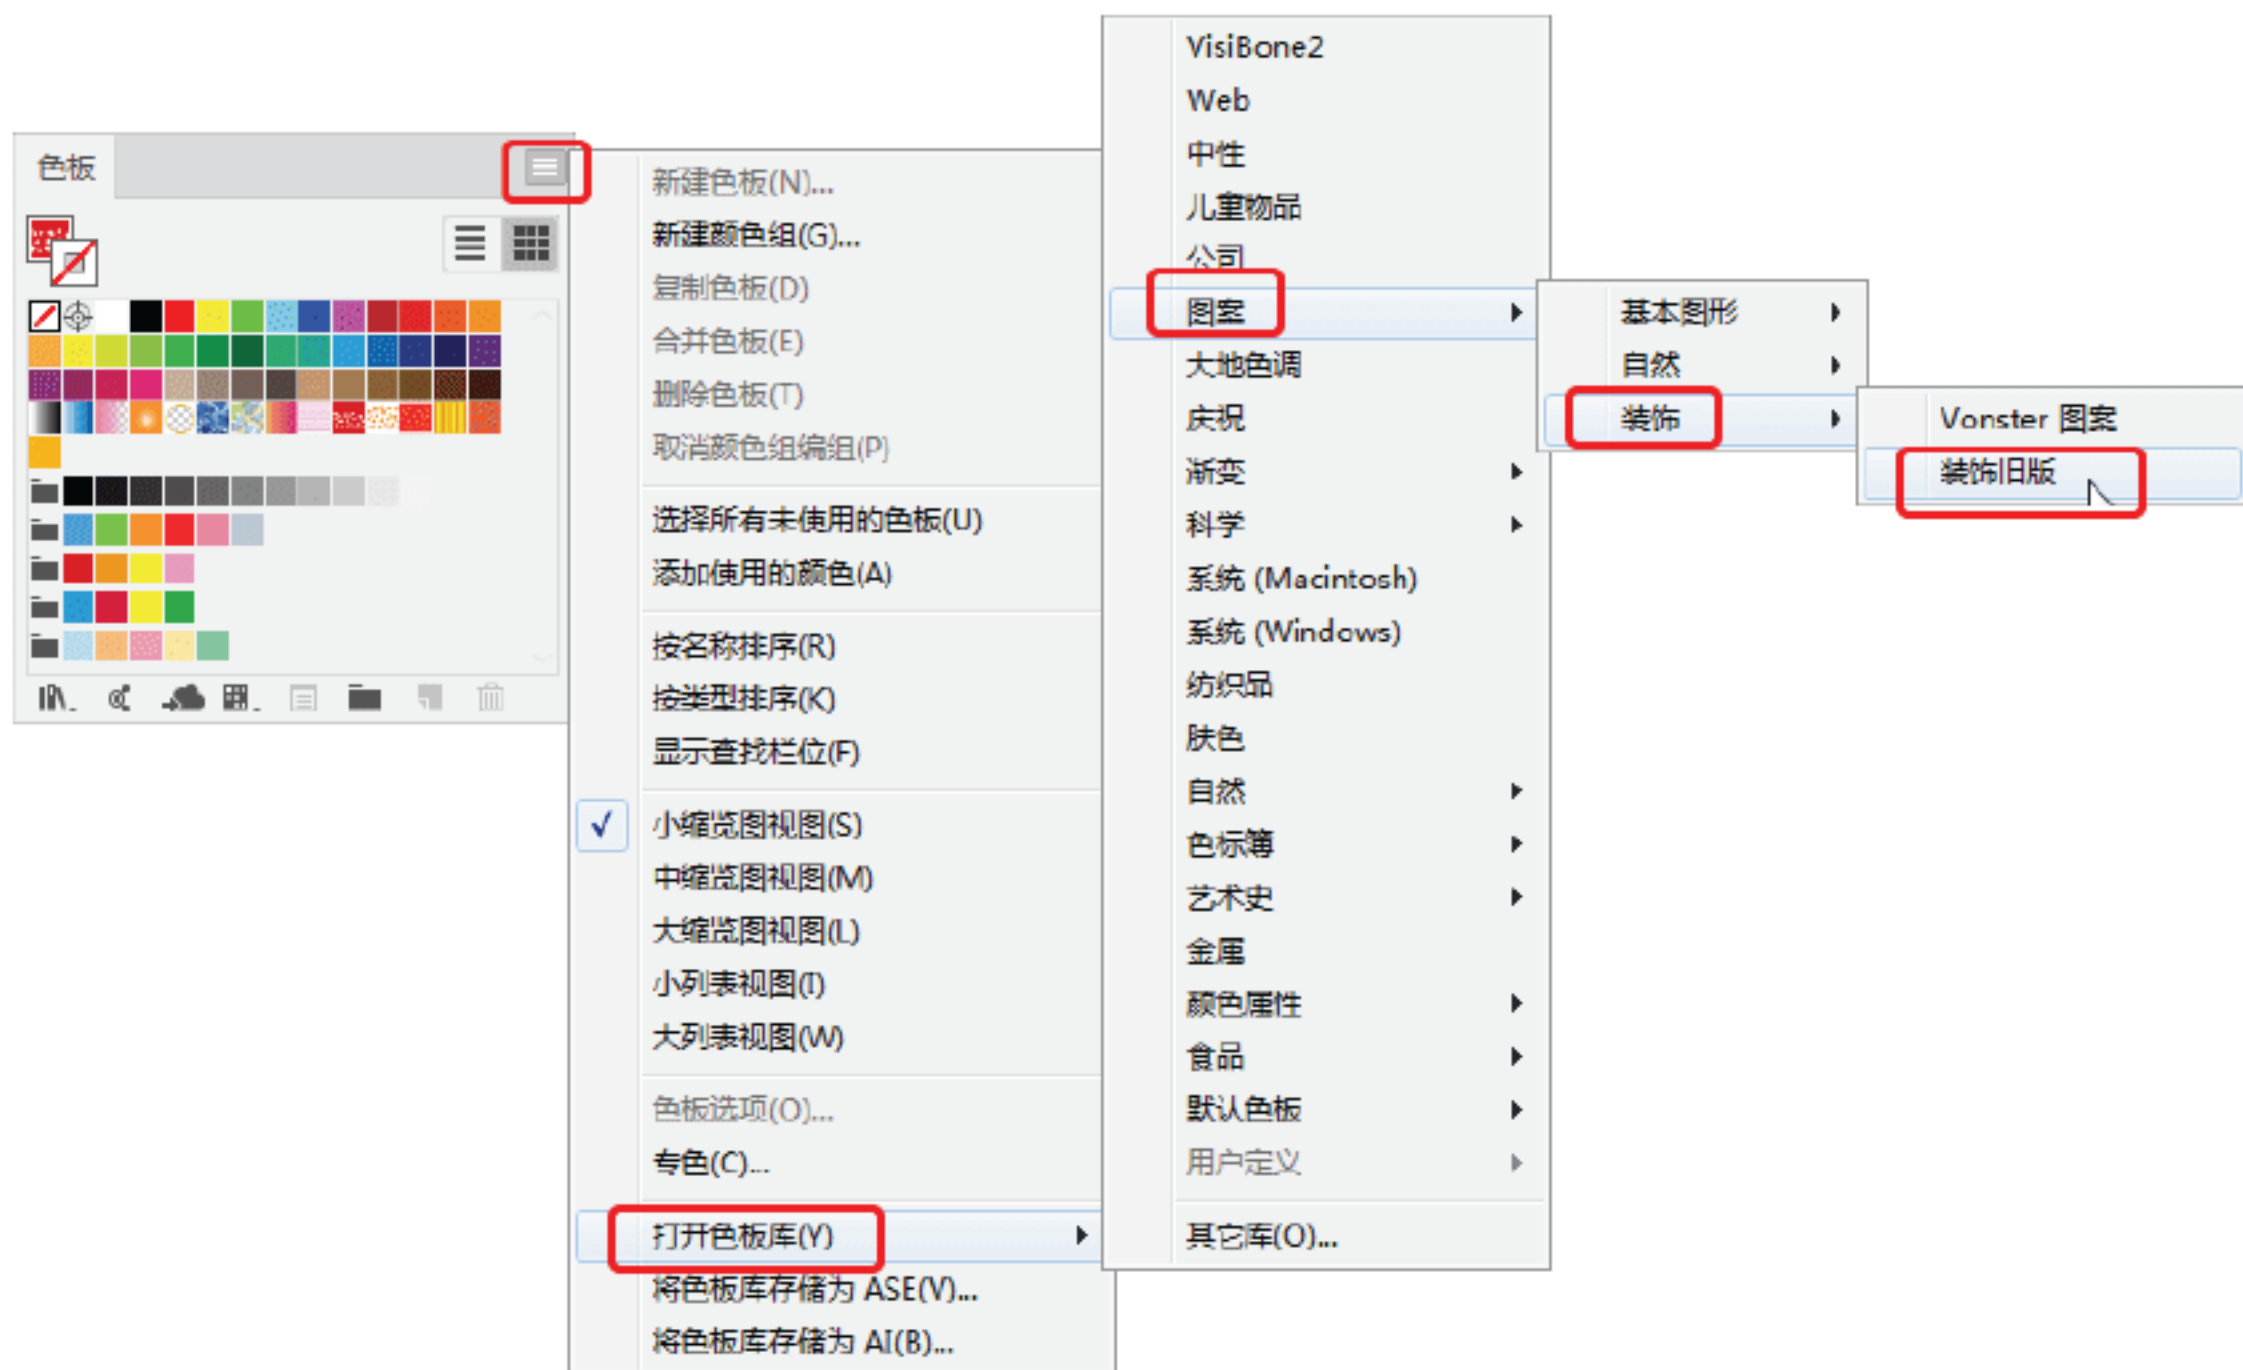 色板
新建色板(N)...
新建颜色组(G)...
复制色板(D)
合并色板(E)
删除色板(T)
取消颜色组编组(P)
选择所有未使用的色板(U)
添加使用的颜色(A)
按名称排序(R)
按类型排序(K)
显示查找栏位(F)
小缩览图视图(S)
中缩览图视图(M)
大缩览图视图(L)
小列表视图(I)
大列表视图(W)
色板选项(O)...
专色(C)...
打开色板库(Y)
将色板库存储为 ASE(V)...
将色板库存储为 AI(B)...
VisiBone2
Web
中性
儿童物品
公司
图案
大地色调
庆祝
渐变
科学
系统 (Macintosh)
系统 (Windows)
纺织品
肤色
自然
色标簿
艺术史
金属
颜色属性
食品
默认色板
用户定义
其它库(O)...
基本图形
自然
装饰
Vonster 图案
装饰旧版